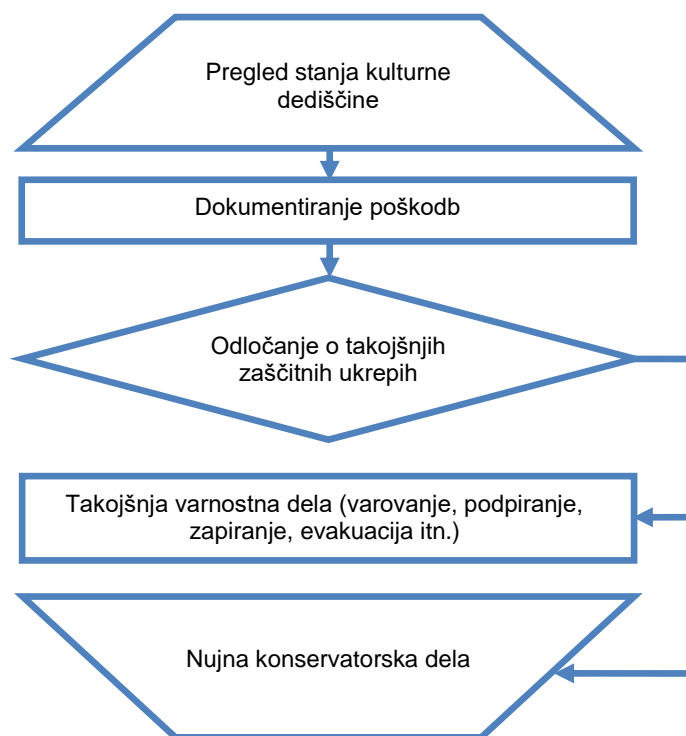 Pregled stanja kulturne
dediščine
Dokumentiranje poškodb
Odločanje o takojšnjih
zaščitnih ukrepih
Takojšnja varnostna dela (varovanje, podpiranje,
zapiranje, evakuacija itn.)
Nujna konservatorska dela